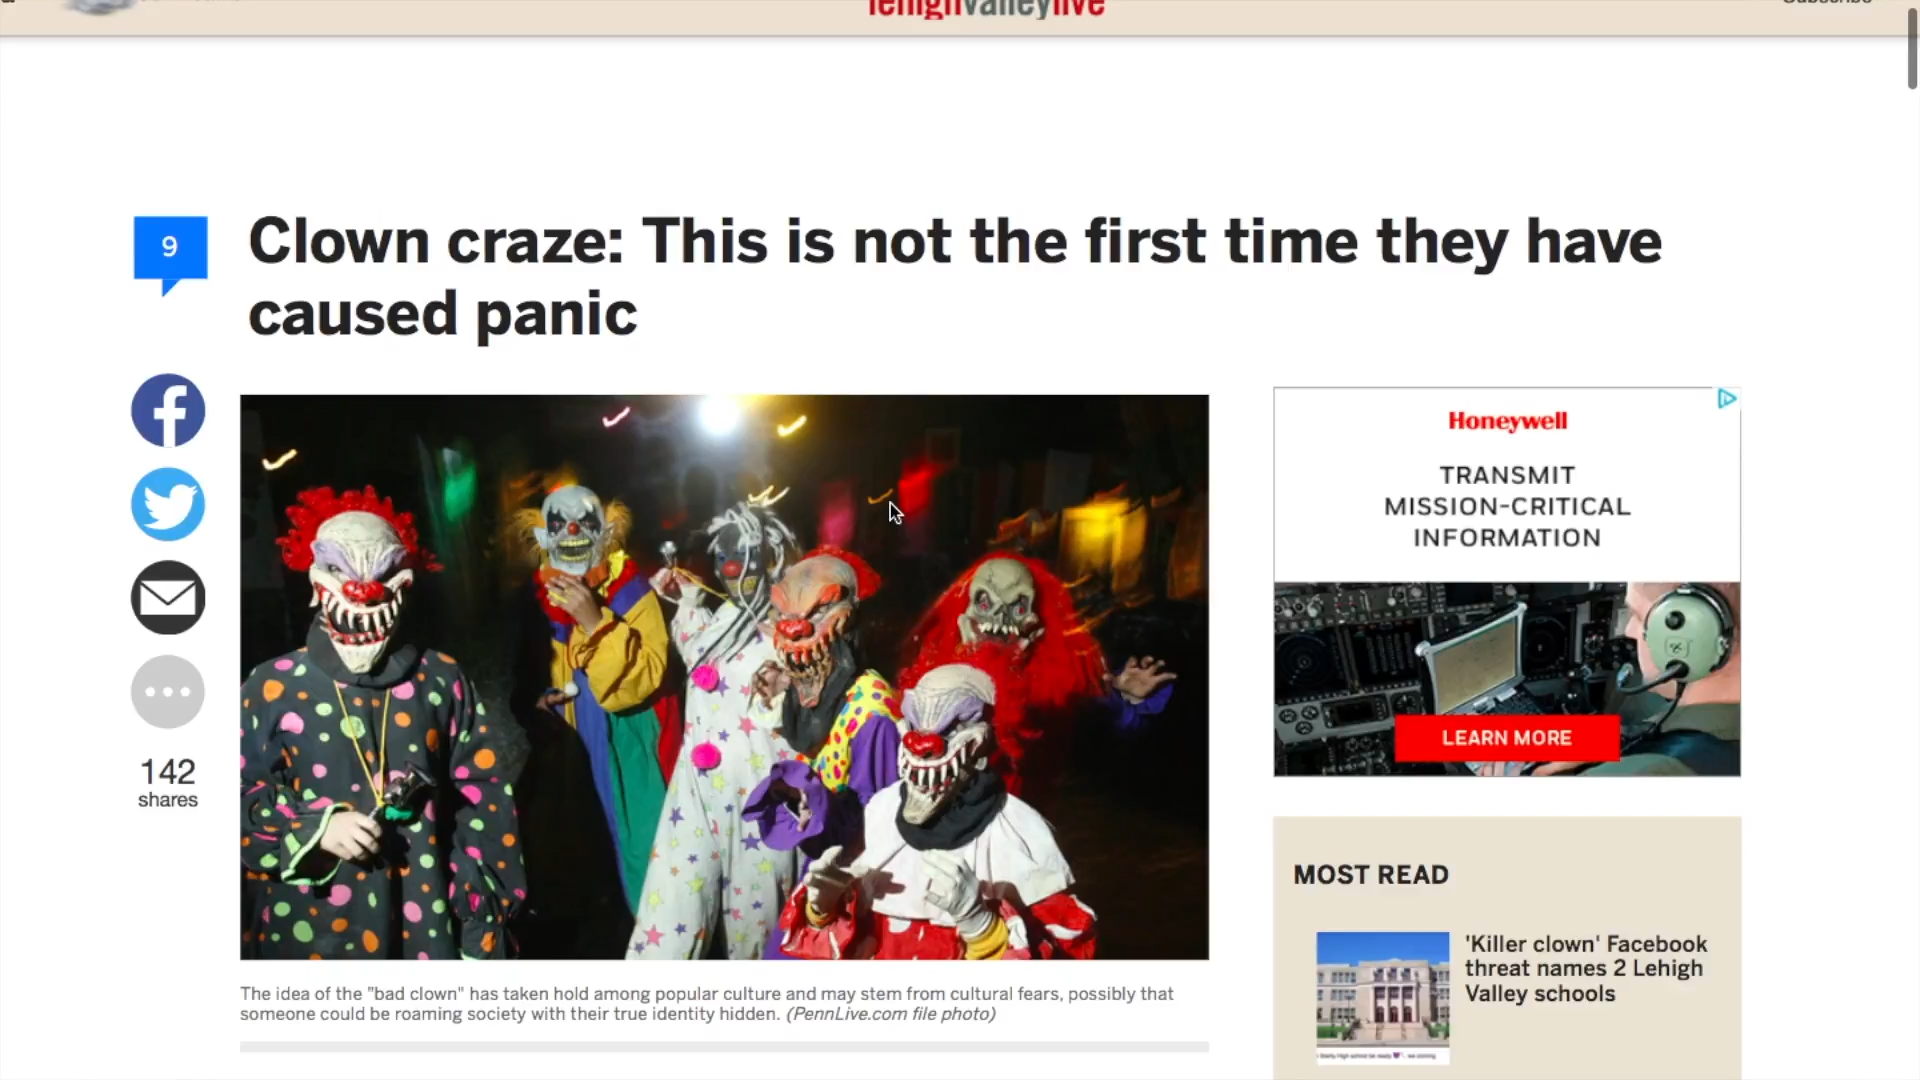 lehighvalleylive
Subscribe
9
Clown craze: This is not the first time they have
caused panic
142
shares
Honeywell
TRANSMIT
MISSION-CRITICAL
INFORMATION
LEARN MORE
The idea of the "bad clown" has taken hold among popular culture and may stem from cultural fears, possibly that
someone could be roaming society with their true identity hidden. (PennLive.com file photo)
MOST READ
'Killer clown' Facebook
threat names 2 Lehigh
Valley schools